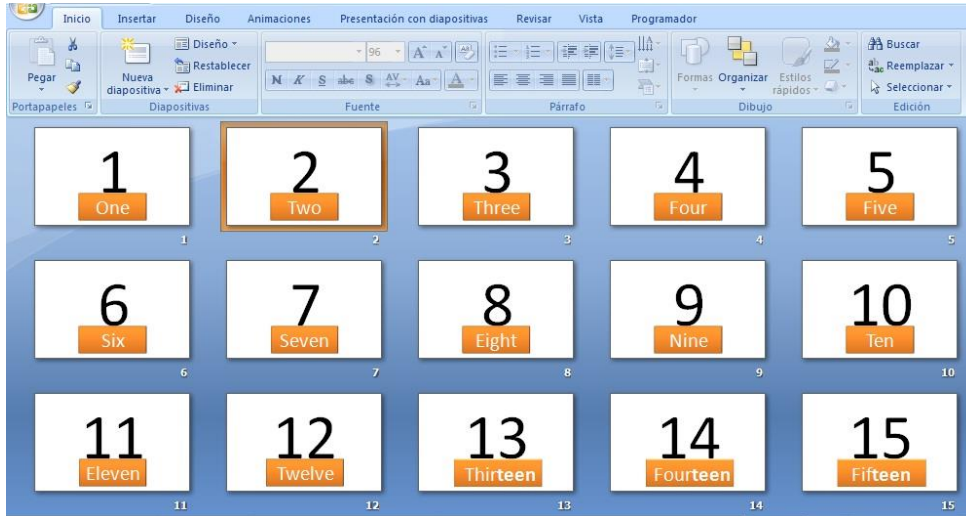 Inicio Insertar Diseño Animaciones Presentación con diapositivas Revisar Vista Programador
Pegar
Nueva diapositiva
Diseño
Restablecer
Eliminar
96
N K S abc S AV Aa A
Formas Organizar Estilos rápidos
Buscar
Reemplazar
Seleccionar
Portapapeles Diapositivas Fuente Párrafo Dibujo Edición
1 2 3 4 5
One Two Three Four Five
1 2 3 4 5
6 7 8 9 10
Six Seven Eight Nine Ten
6 7 8 9 10
11 12 13 14 15
Eleven Twelve Thirteen Fourteen Fifteen
11 12 13 14 15